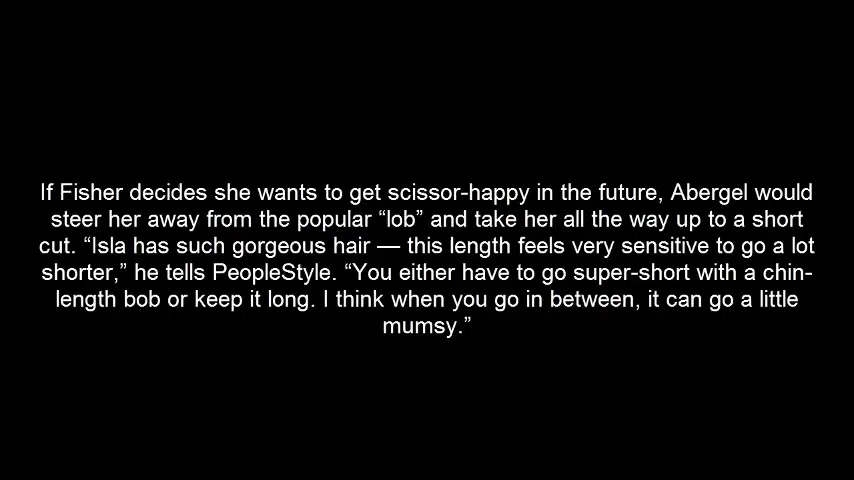 If Fisher decides she wants to get scissor-happy in the future, Abergel would
steer her away from the popular “lob” and take her all the way up to a short
cut. “Isla has such gorgeous hair — this length feels very sensitive to go a lot
shorter,” he tells PeopleStyle. “You either have to go super-short with a chin-
length bob or keep it long. I think when you go in between, it can go a little
mumsy.”